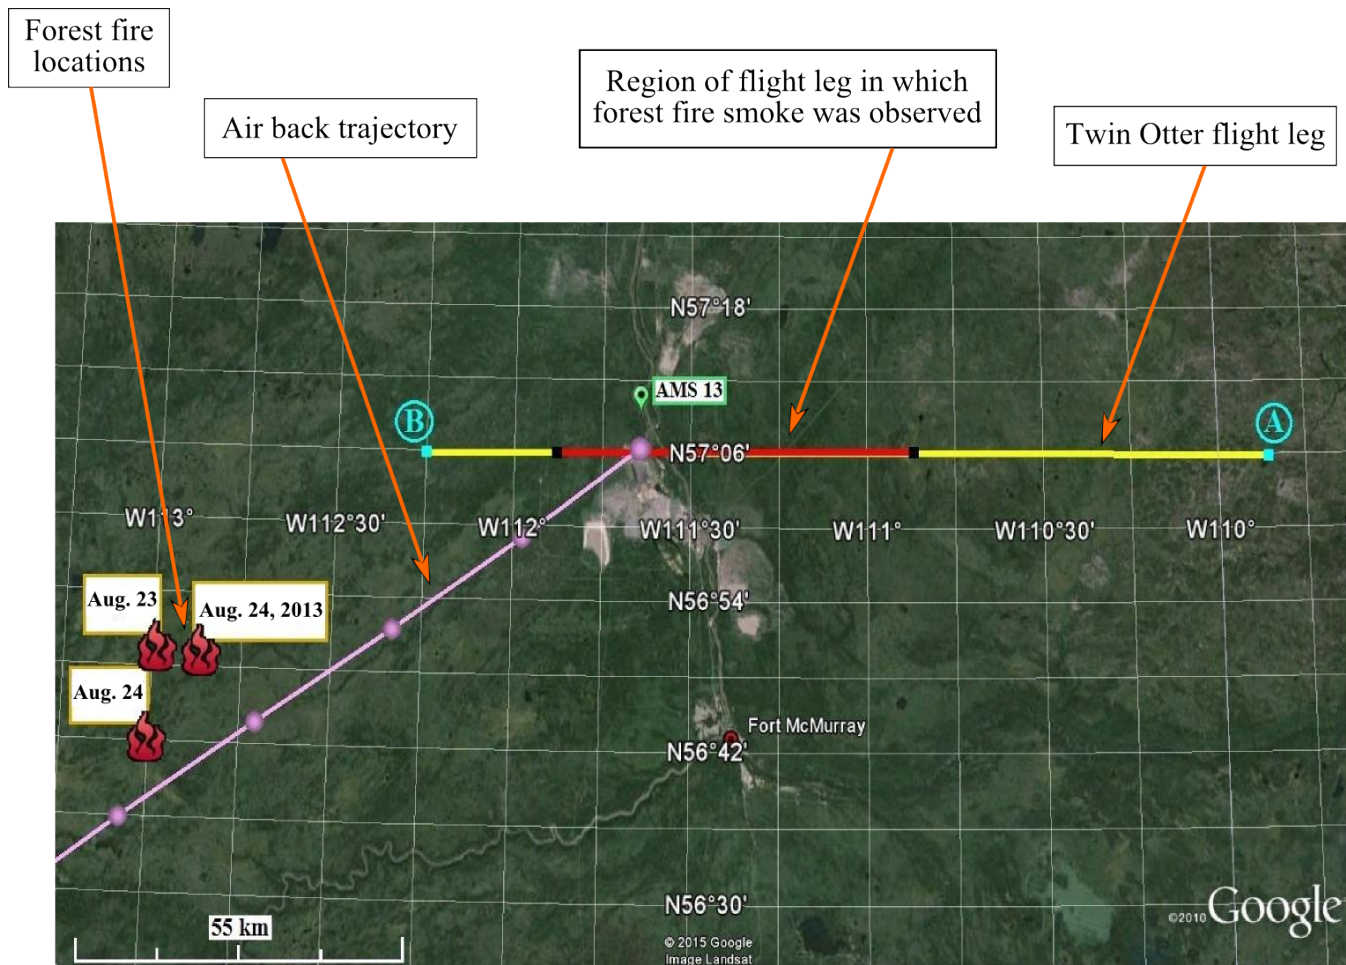 Forest fire
locations
Air back trajectory
Region of flight leg in which
forest fire smoke was observed
Twin Otter flight leg
N57°18'
AMS 13
B
A
N57°06'
W113°
W112°30'
W112°
W111°30'
W111°
W110°30'
W110°
Aug. 23
Aug. 24, 2013
N56°54'
Aug. 24
Fort McMurray
N56°42'
N56°30'
55 km
©2010 Google
© 2015 Google
Image Landsat